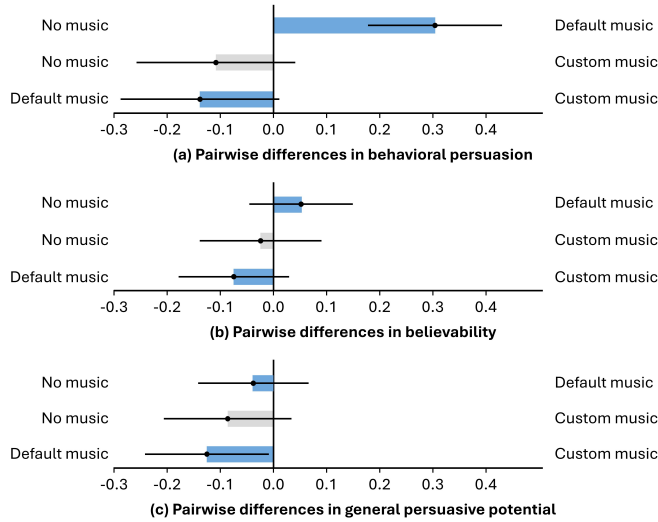 No music Default music
No music Custom music
Default music Custom music
-0.3 -0.2 -0.1 0.0 0.1 0.2 0.3 0.4
(a) Pairwise differences in behavioral persuasion
No music Default music
No music Custom music
Default music Custom music
-0.3 -0.2 -0.1 0.0 0.1 0.2 0.3 0.4
(b) Pairwise differences in believability
No music Default music
No music Custom music
Default music Custom music
-0.3 -0.2 -0.1 0.0 0.1 0.2 0.3 0.4
(c) Pairwise differences in general persuasive potential